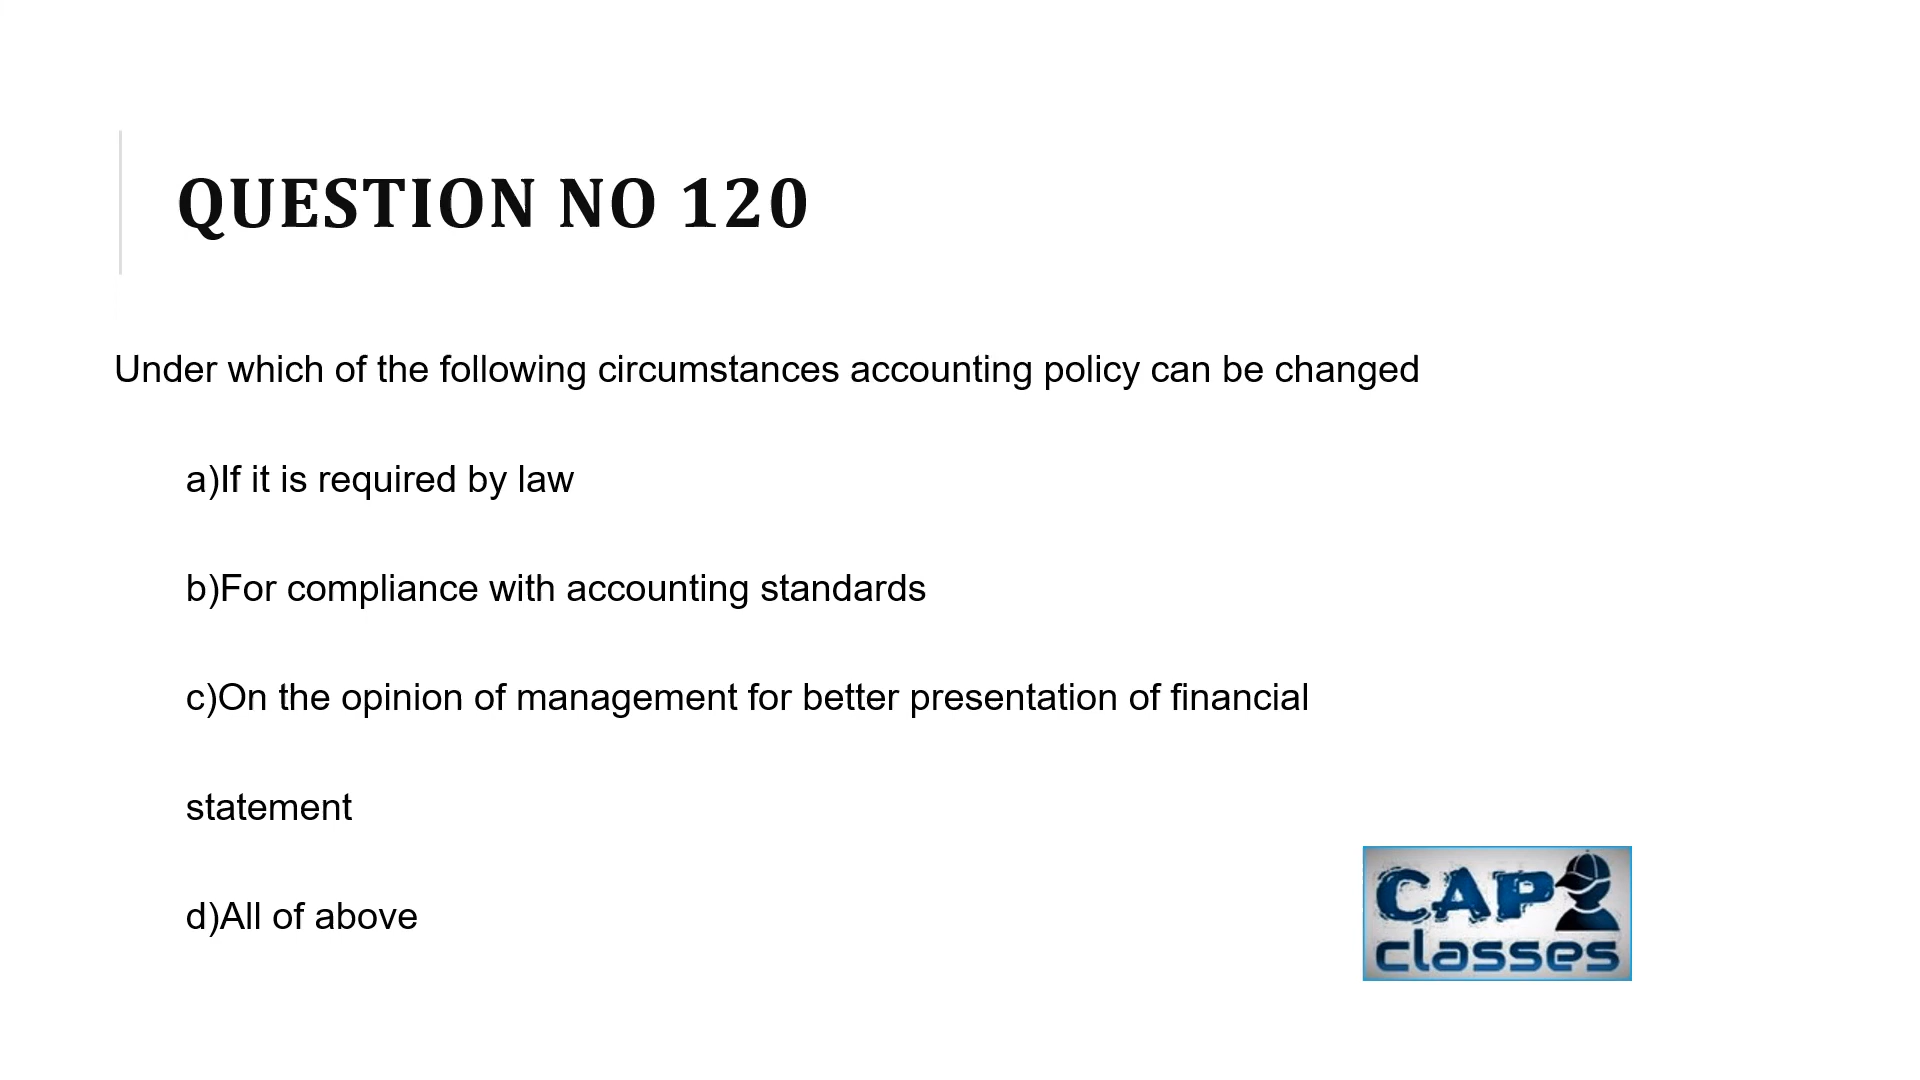 QUESTION NO 120
Under which of the following circumstances accounting policy can be changed
a)If it is required by law
b)For compliance with accounting standards
c)On the opinion of management for better presentation of financial
statement
d)All of above
CAP
classes